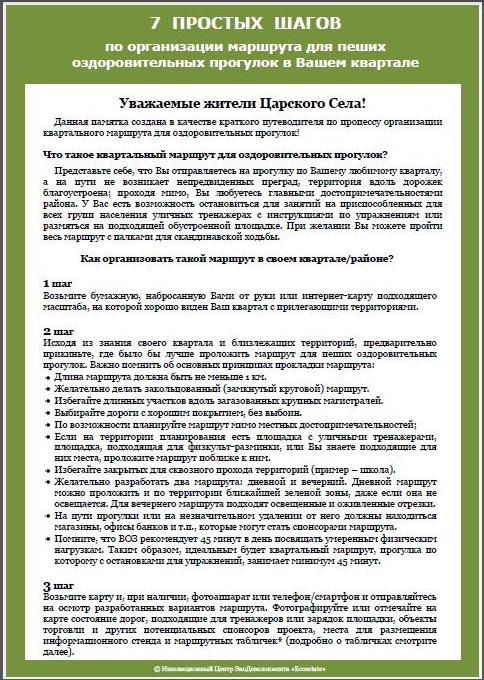 7 ПРОСТЫХ ШАГОВ
по организации маршрута для пеших
оздоровительных прогулок в Вашем квартале
Уважаемые жители Царского Села!
Данная памятка создана в качестве краткого путеводителя по процессу организации
квартального маршрута для оздоровительных прогулок!
Что такое квартальный маршрут для оздоровительных прогулок?
Представьте себе, что Вы отправляетесь на прогулку по Вашему любимому кварталу,
а на пути не возникает непредвиденных преград, территория вдоль дорожек
благоустроена; проходя мимо, Вы любуетесь главными достопримечательностями
района. У Вас есть возможность остановиться для занятий на приспособленных для
всех групп населения уличных тренажерах с инструкциями по упражнениям или
размяться на подходящей обустроенной площадке. При желании Вы можете пройти
весь маршрут с палками для скандинавской ходьбы.
Как организовать такой маршрут в своем квартале/районе?
1 шаг
Возьмите бумажную, набросанную Вами от руки или интернет-карту подходящего
масштаба, на которой хорошо виден Ваш квартал с прилегающими территориями.
2 шаг
Исходя из знания своего квартала и близлежащих территорий, предварительно
прикиньте, где было бы лучше проложить маршрут для пеших оздоровительных
прогулок. Важно помнить об основных принципах прокладки маршрута:
• Длина маршрута должна быть не меньше 1 км.
• Желательно делать закольцованный (замкнутый круговой) маршрут.
• Избегайте длинных участков вдоль загазованных крупных магистралей.
• Выбирайте дороги с хорошим покрытием, без выбоин.
• По возможности планируйте маршрут мимо местных достопримечательностей;
• Если на территории планирования есть площадка с уличными тренажерами,
площадка, подходящая для физкульт-разминки, или Вы знаете подходящие для
них места, проложите маршрут поближе к ним.
• Избегайте закрытых для сквозного прохода территорий (пример – школа).
• Желательно разработать два маршрута: дневной и вечерний. Дневной маршрут
можно проложить и по территории ближайшей зеленой зоны, даже если она не
освещается. Для вечернего маршрута подходят освещенные и оживленные отрезки.
• На пути прогулки или на незначительном удалении от него должны находиться
магазины, офисы банков и т.п., которые могут стать спонсорами маршрута.
• Помните, что ВОЗ рекомендует 45 минут в день посвящать умеренным физическим
нагрузкам. Таким образом, идеальным будет квартальный маршрут, прогулка по
которому с остановками для упражнений, занимает минимум 45 минут.
3 шаг
Возьмите карту и, при наличии, фотоаппарат или телефон/смартфон и отправляйтесь
на осмотр разработанных вариантов маршрута. Фотографируйте или отмечайте на
карте состояние дорог, подходящие для тренажеров или зарядок площадки, объекты
торговли и других потенциальных спонсоров проекта, места для размещения
информационного стенда и маршрутных табличек* (подробно о табличках смотрите
далее).
© Инновационный Центр ЭкоДевелопмента «Ecoestate»